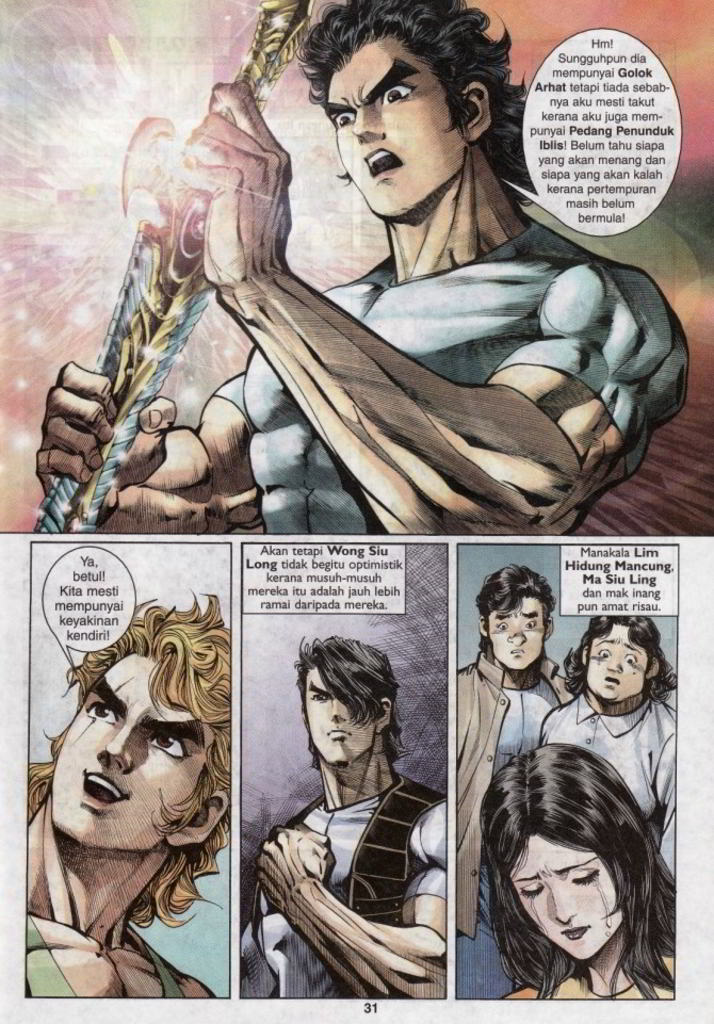 Hm!
Sungguhpun dia
mempunyai Golok
Arhat tetapi tiada sebab-
nya aku mesti takut
kerana aku juga mem-
punyai Pedang Penunduk
Iblis! Belum tahu siapa
yang akan menang dan
siapa yang akan kalah
kerana pertempuran
masih belum
bermula!
Ya,
betul!
Kita mesti
mempunyai
keyakinan
kendiri!
Akan tetapi Wong Siu
Long tidak begitu optimistik
kerana musuh-musuh
mereka itu adalah jauh lebih
ramai daripada mereka.
Manakala Lim
Hidung Mancung,
Ma Siu Ling
dan mak inang
pun amat risau.
31